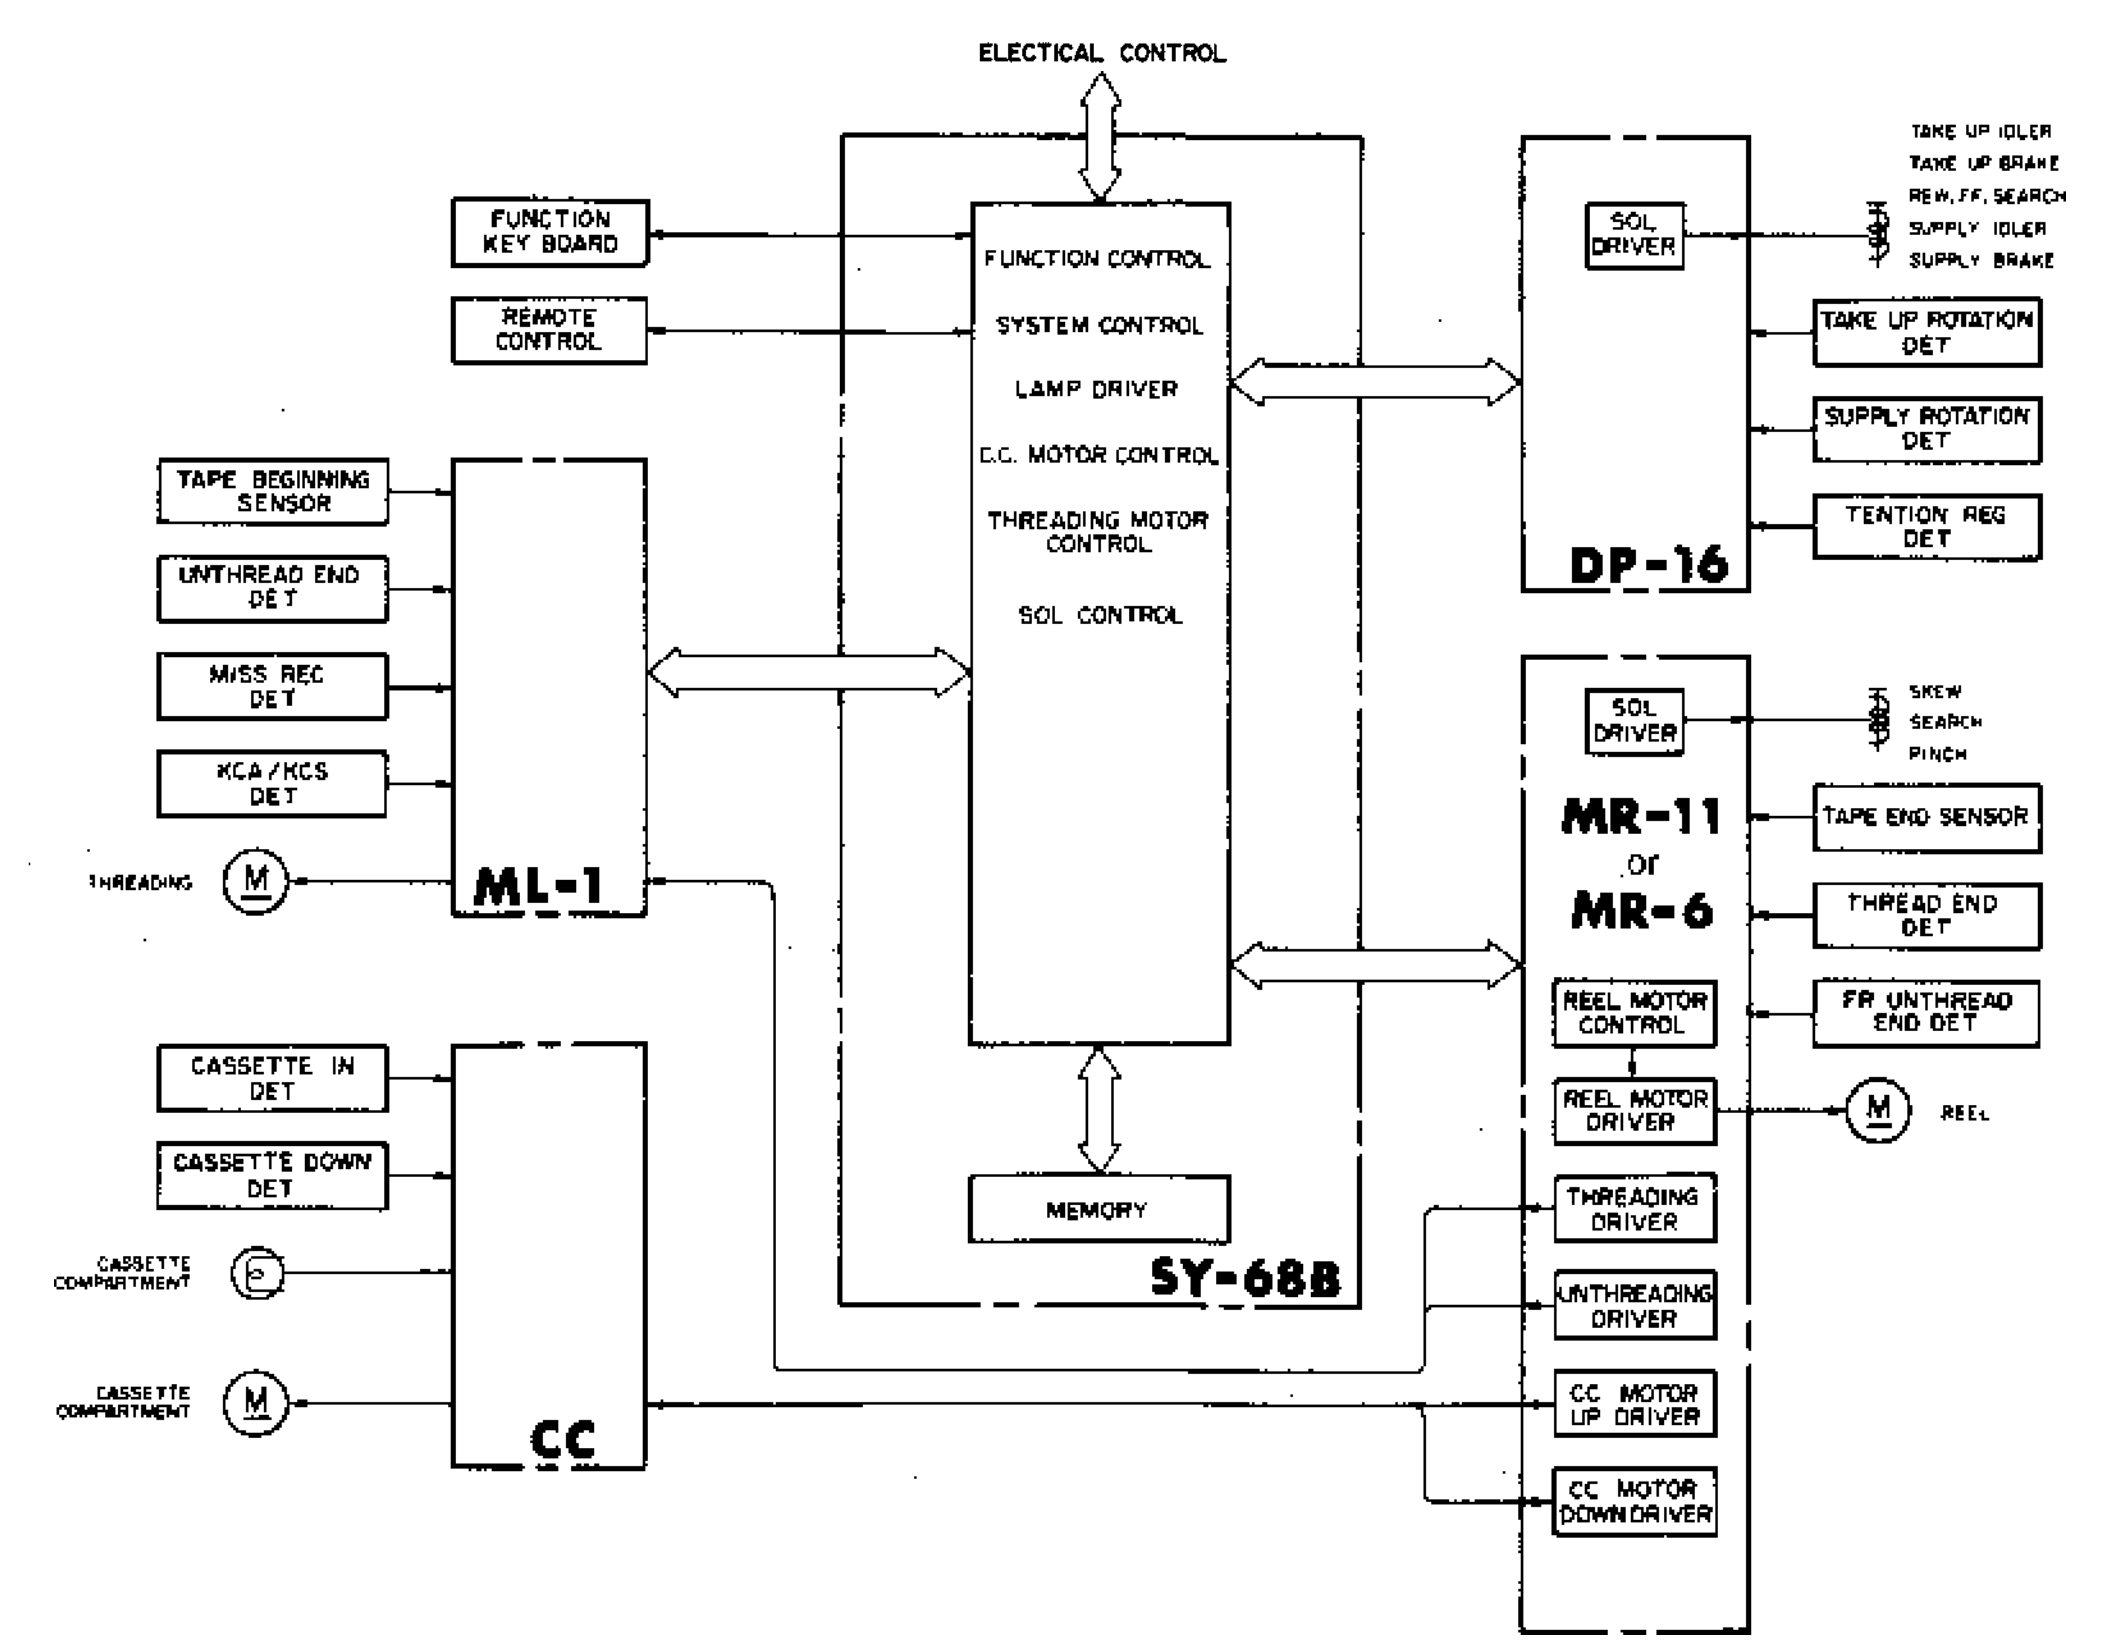 ELECTICAL CONTROL
FUNCTION
KEY BOARD
REMOTE
CONTROL
FUNCTION CONTROL
SYSTEM CONTROL
LAMP DRIVER
C.C. MOTOR CONTROL
THREADING MOTOR
CONTROL
SOL CONTROL
MEMORY
SY-68B
TAPE BEGINNING
SENSOR
UNTHREAD END
DET
MISS REC
DET
KCA/KCS
DET
THREADING
M
ML-1
CASSETTE IN
DET
CASSETTE DOWN
DET
CASSETTE
COMPARTMENT
CASSETTE
COMPARTMENT
M
CC
SOL
DRIVER
TAKE UP IDLER
TAKE UP BRAKE
REW, FF, SEARCH
SUPPLY IDLER
SUPPLY BRAKE
TAKE UP ROTATION
DET
SUPPLY ROTATION
DET
TENTION REG
DET
DP-16
SOL
DRIVER
SKEW
SEARCH
PINCH
MR-11
or
MR-6
TAPE END SENSOR
THREAD END
DET
FR UNTHREAD
END DET
REEL MOTOR
CONTROL
REEL MOTOR
DRIVER
M
REEL
THREADING
DRIVER
UNTHREADING
DRIVER
CC MOTOR
UP DRIVER
CC MOTOR
DOWN DRIVER